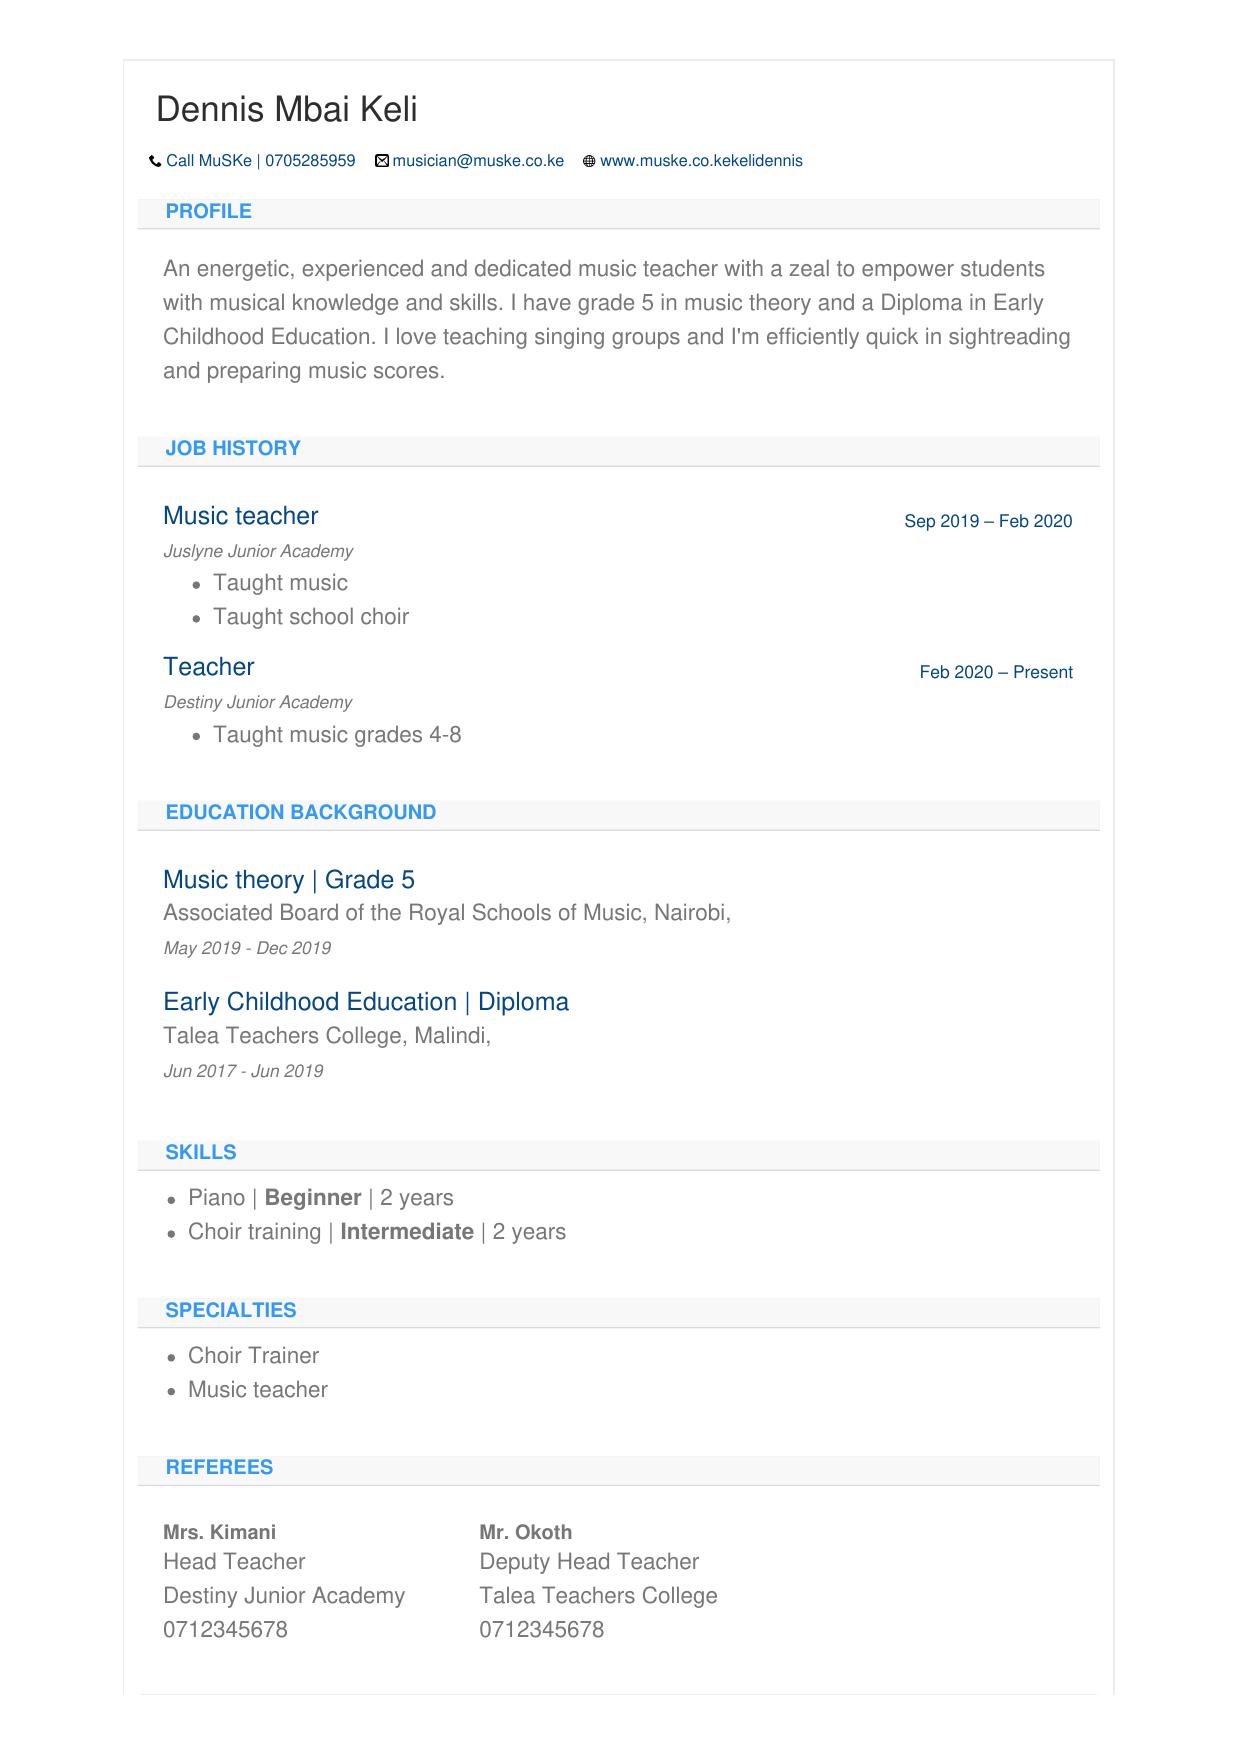 Dennis Mbai Keli
Call MuSKe | 0705285959 musician@muske.co.ke www.muske.co.kekelidennis
PROFILE
An energetic, experienced and dedicated music teacher with a zeal to empower students
with musical knowledge and skills. I have grade 5 in music theory and a Diploma in Early
Childhood Education. I love teaching singing groups and I'm efficiently quick in sightreading
and preparing music scores.
JOB HISTORY
Music teacher Sep 2019 – Feb 2020
Juslyne Junior Academy
• Taught music
• Taught school choir
Teacher Feb 2020 – Present
Destiny Junior Academy
• Taught music grades 4-8
EDUCATION BACKGROUND
Music theory | Grade 5
Associated Board of the Royal Schools of Music, Nairobi,
May 2019 - Dec 2019
Early Childhood Education | Diploma
Talea Teachers College, Malindi,
Jun 2017 - Jun 2019
SKILLS
• Piano | Beginner | 2 years
• Choir training | Intermediate | 2 years
SPECIALTIES
• Choir Trainer
• Music teacher
REFEREES
Mrs. Kimani
Head Teacher
Destiny Junior Academy
0712345678
Mr. Okoth
Deputy Head Teacher
Talea Teachers College
0712345678